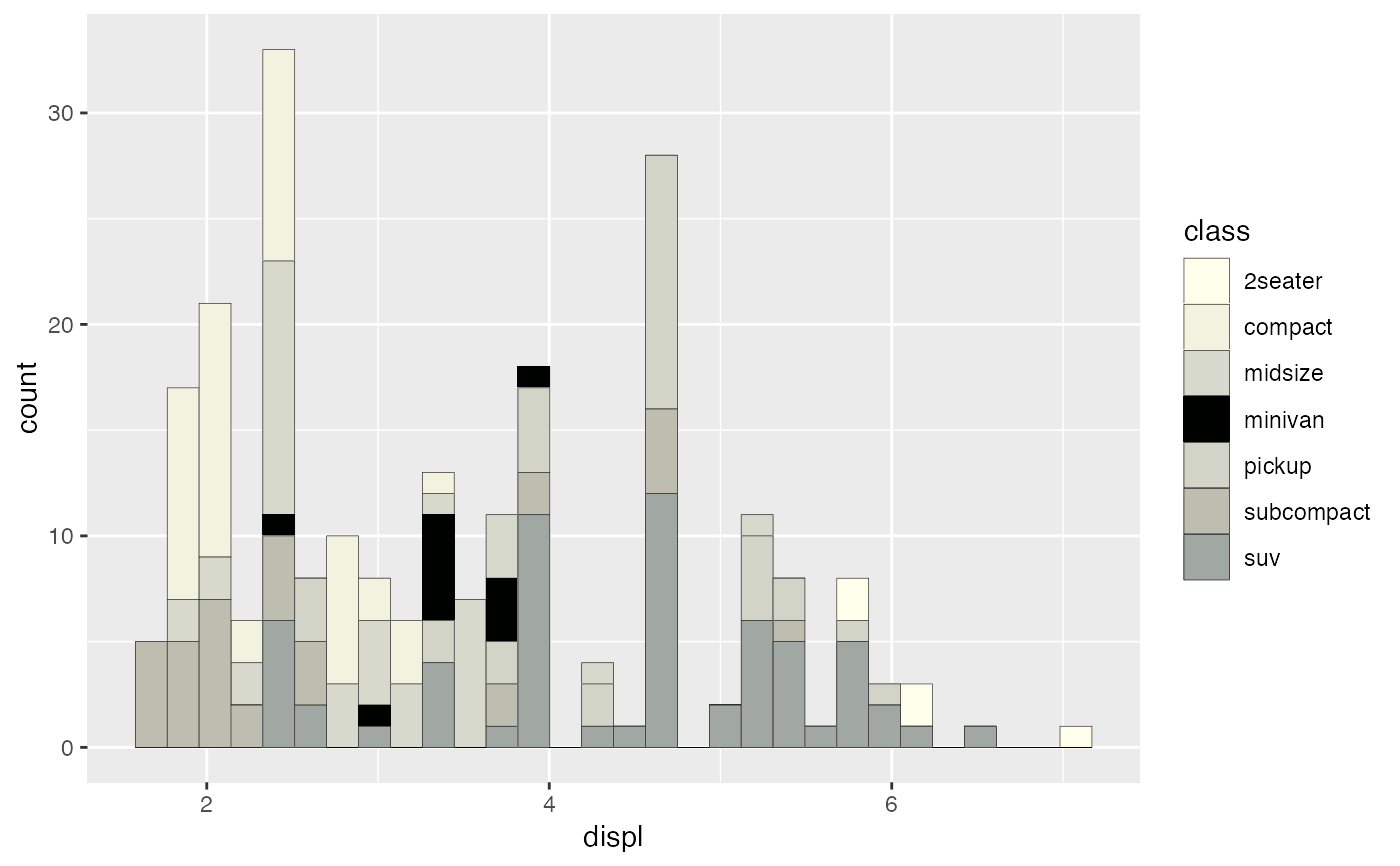 30
20
10
0
count
2 4 6
displ
class
2seater
compact
midsize
minivan
pickup
subcompact
suv